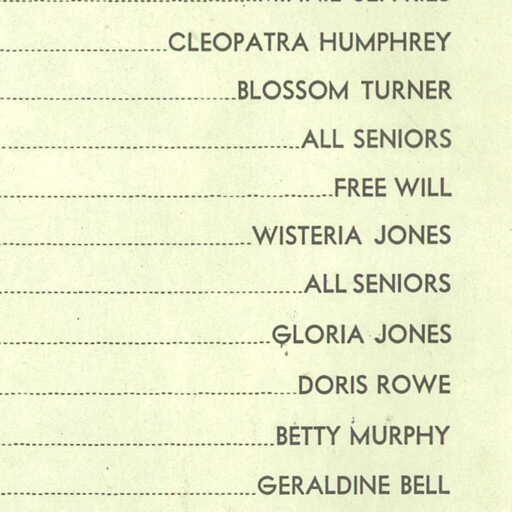 CLEOPATRA HUMPHREY
BLOSSOM TURNER
ALL SENIORS
FREE WILL
WISTERIA JONES
ALL SENIORS
GLORIA JONES
DORIS ROWE
BETTY MURPHY
GERALDINE BELL